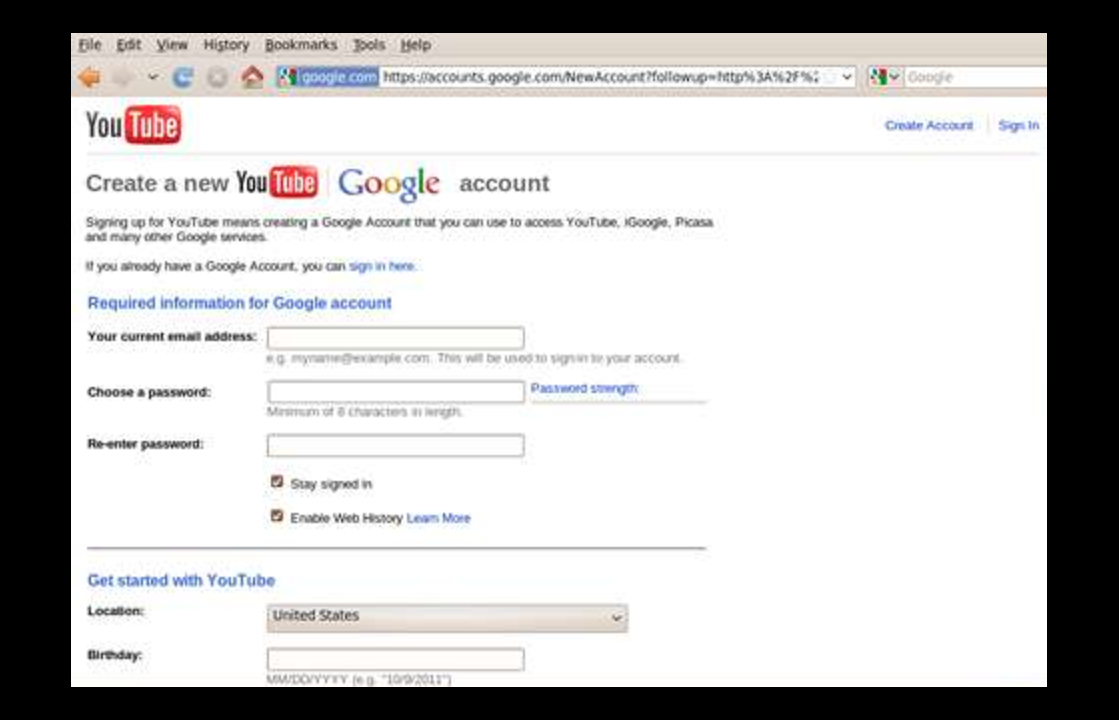 File Edit View History Bookmarks Tools Help
google.com https://accounts.google.com/NewAccount?followup=http%3A%2F%2 Google
YouTube Create Account Sign In
Create a new YouTube Google account
Signing up for YouTube means creating a Google Account that you can use to access YouTube, iGoogle, Picasa
and many other Google services.
If you already have a Google Account, you can sign in here.
Required information for Google account
Your current email address:
e.g. myname@example.com. This will be used to sign-in to your account.
Choose a password: Password strength:
Minimum of 8 characters in length.
Re-enter password:
Stay signed in
Enable Web History Learn More
Get started with YouTube
Location: United States
Birthday:
MM/DD/YYYY (e.g. "10/9/2011")